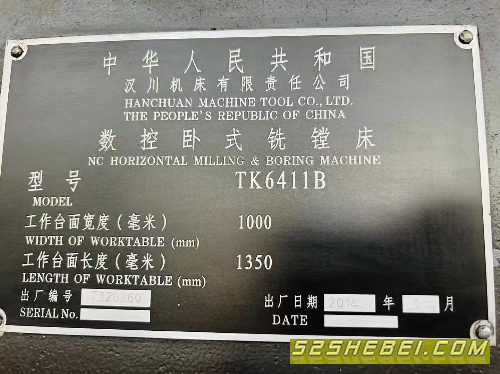 中华人民共和国
汉川机床有限责任公司
HANCHUAN MACHINE TOOL CO., LTD.
THE PEOPLE'S REPUBLIC OF CHINA
数控卧式铣镗床
NC HORIZONTAL MILLING & BORING MACHINE
型号 TK6411B
MODEL
工作台面宽度（毫米） 1000
WIDTH OF WORKTABLE (mm)
工作台面长度（毫米） 1350
LENGTH OF WORKTABLE (mm)
出厂编号 出厂日期 2014 年 月
SERIAL No. DATE
52SHEBEI.COM